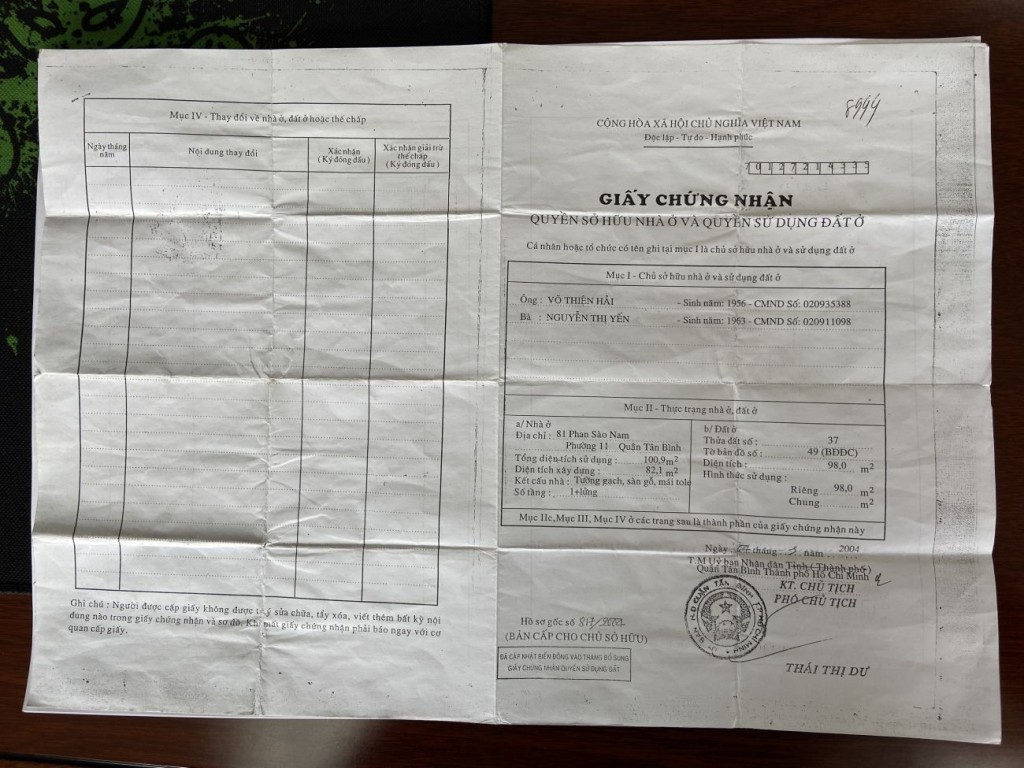 Mục IV - Thay đổi về nhà ở, đất ở hoặc thế chấp
Ngày tháng năm
Nội dung thay đổi
Xác nhận
( Ký đóng dấu )
Xác nhận giải trừ
thế chấp
( Ký đóng dấu )
Ghi chú : Người được cấp giấy không được tự ý sửa chữa, tẩy xóa, viết thêm bất kỳ nội
dung nào trong giấy chứng nhận và sơ đồ. Khi mất giấy chứng nhận phải báo ngay với cơ
quan cấp giấy.
CỘNG HÒA XÃ HỘI CHỦ NGHĨA VIỆT NAM
Độc lập - Tự do - Hạnh phúc
GIẤY CHỨNG NHẬN
QUYỀN SỞ HỮU NHÀ Ở VÀ QUYỀN SỬ DỤNG ĐẤT Ở
Cá nhân hoặc tổ chức có tên ghi tại mục I là chủ sở hữu nhà ở và sử dụng đất ở
Mục I - Chủ sở hữu nhà ở và sử dụng đất ở
Ông : VÕ THIỆN HẢI - Sinh năm: 1956 - CMND Số: 020935388
Bà : NGUYỄN THỊ YẾN - Sinh năm: 1963 - CMND Số: 020911098
Mục II - Thực trạng nhà ở, đất ở
a/ Nhà ở
Địa chỉ : 81 Phan Sào Nam
Phường 11 Quận Tân Bình
Tổng diện tích sử dụng : 100,9 m2
Diện tích xây dựng : 82,1 m2
Kết cấu nhà : Tường gạch, sàn gỗ, mái tole
Số tầng : 1+lửng
b/ Đất ở
Thửa đất số : 37
Tờ bản đồ số : 49 (BĐĐC)
Diện tích : 98,0 m2
Hình thức sử dụng :
Riêng 98,0 m2
Chung m2
Mục IIc,Mục III, Mục IV ở các trang sau là thành phần của giấy chứng nhận này
Ngày tháng 3 năm 2004
T.M Uỷ ban Nhân dân Tỉnh ( Thành phố )
Quận Tân Bình Thành phố Hồ Chí Minh
KT. CHỦ TỊCH
PHÓ CHỦ TỊCH
Hồ sơ gốc số
(BẢN CẤP CHO CHỦ SỞ HỮU)
ĐÃ CẬP NHẬT BIẾN ĐỘNG VÀO TRANG BỔ SUNG
GIẤY CHỨNG NHẬN QUYỀN SỬ DỤNG ĐẤT
THÁI THỊ DƯ